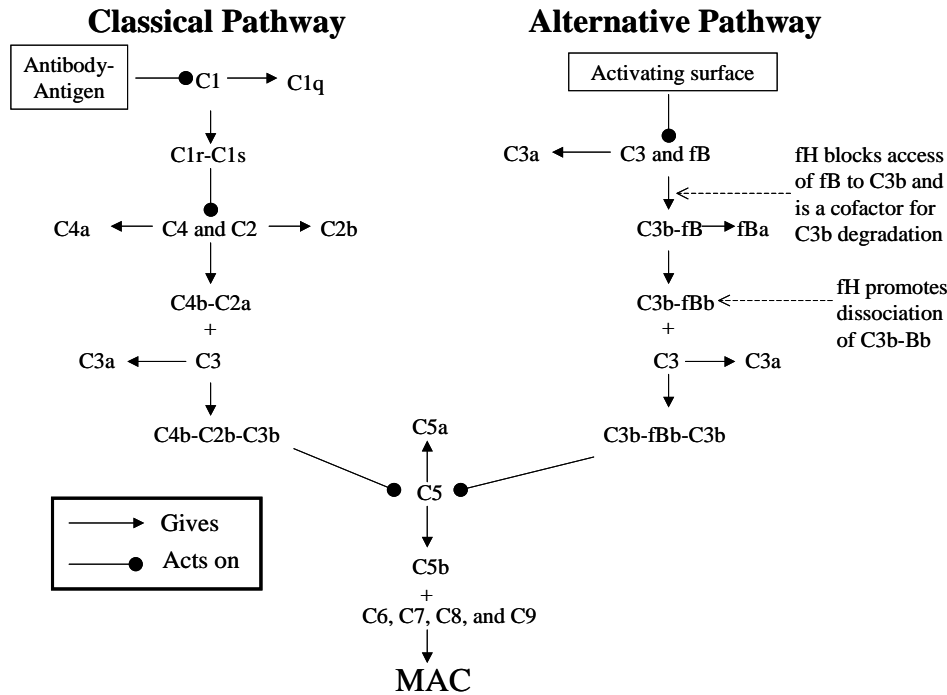 Classical Pathway
Antibody-
Antigen
C1
C1q
C1r-C1s
C4a
C4 and C2
C2b
C4b-C2a
+
C3a
C3
C4b-C2b-C3b
Alternative Pathway
Activating surface
C3a
C3 and fB
fH blocks access
of fB to C3b and
is a cofactor for
C3b degradation
C3b-fB
fBa
C3b-fBb
fH promotes
dissociation
of C3b-Bb
+
C3
C3a
C3b-fBb-C3b
C5a
C5
C5b
+
C6, C7, C8, and C9
MAC
Gives
Acts on